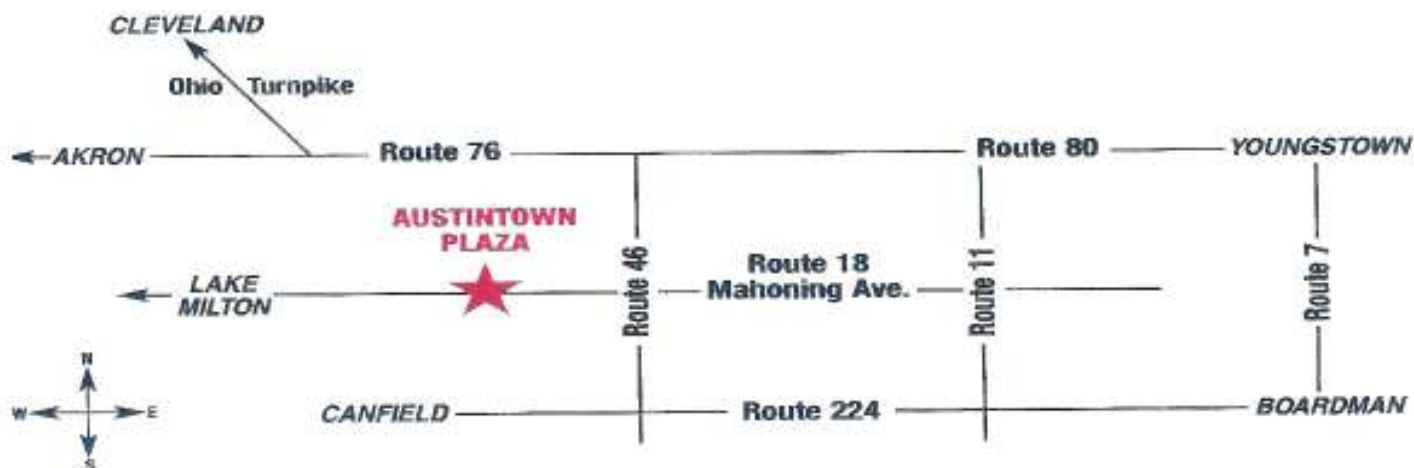 CLEVELAND
Ohio Turnpike
AKRON
Route 76
Route 80
YOUNGSTOWN
AUSTINTOWN
PLAZA
Route 46
Route 18
Mahoning Ave.
Route 11
Route 7
LAKE
MILTON
N
W
E
S
CANFIELD
Route 224
BOARDMAN